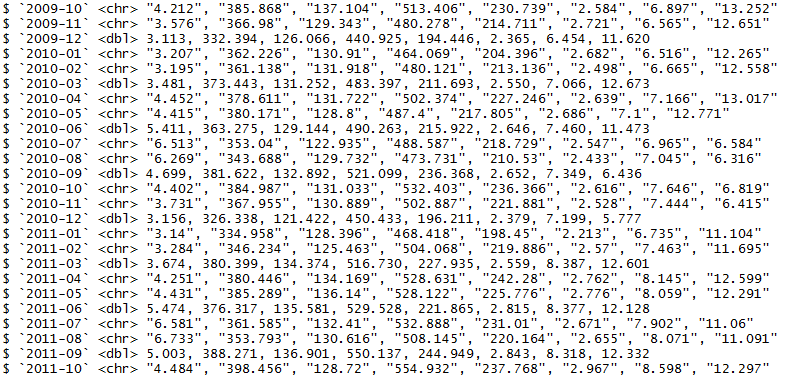 $ `2009-10` <chr> "4.212", "385.868", "137.104", "513.406", "230.739", "2.584", "6.897", "13.252"
$ `2009-11` <chr> "3.576", "366.98", "129.343", "480.278", "214.711", "2.721", "6.565", "12.651"
$ `2009-12` <dbl> 3.113, 332.394, 126.066, 440.925, 194.446, 2.365, 6.454, 11.620
$ `2010-01` <chr> "3.207", "362.226", "130.91", "464.069", "204.396", "2.682", "6.516", "12.265"
$ `2010-02` <chr> "3.195", "361.138", "131.918", "480.121", "213.136", "2.498", "6.665", "12.558"
$ `2010-03` <dbl> 3.481, 373.443, 131.252, 483.397, 211.693, 2.550, 7.066, 12.673
$ `2010-04` <chr> "4.452", "378.611", "131.722", "502.374", "227.246", "2.639", "7.166", "13.017"
$ `2010-05` <chr> "4.415", "380.171", "128.8", "487.4", "217.805", "2.686", "7.1", "12.771"
$ `2010-06` <dbl> 5.411, 363.275, 129.144, 490.263, 215.922, 2.646, 7.460, 11.473
$ `2010-07` <chr> "6.513", "353.04", "122.935", "488.587", "218.729", "2.547", "6.965", "6.584"
$ `2010-08` <chr> "6.269", "343.688", "129.732", "473.731", "210.53", "2.433", "7.045", "6.316"
$ `2010-09` <dbl> 4.699, 381.622, 132.892, 521.099, 236.368, 2.652, 7.349, 6.436
$ `2010-10` <chr> "4.402", "384.987", "131.033", "532.403", "236.366", "2.616", "7.646", "6.819"
$ `2010-11` <chr> "3.731", "367.955", "130.889", "502.887", "221.881", "2.528", "7.444", "6.415"
$ `2010-12` <dbl> 3.156, 326.338, 121.422, 450.433, 196.211, 2.379, 7.199, 5.777
$ `2011-01` <chr> "3.14", "334.958", "128.396", "468.418", "198.45", "2.213", "6.735", "11.104"
$ `2011-02` <chr> "3.284", "346.234", "125.463", "504.068", "219.886", "2.57", "7.463", "11.695"
$ `2011-03` <dbl> 3.674, 380.399, 134.374, 516.730, 227.935, 2.559, 8.387, 12.601
$ `2011-04` <chr> "4.251", "380.446", "134.169", "528.631", "242.28", "2.762", "8.145", "12.599"
$ `2011-05` <chr> "4.431", "385.289", "136.14", "528.122", "225.776", "2.776", "8.059", "12.291"
$ `2011-06` <dbl> 5.474, 376.317, 135.581, 529.528, 221.865, 2.815, 8.377, 12.128
$ `2011-07` <chr> "6.581", "361.585", "132.41", "532.888", "231.01", "2.671", "7.902", "11.06"
$ `2011-08` <chr> "6.733", "353.793", "130.616", "508.145", "220.164", "2.655", "8.071", "11.091"
$ `2011-09` <dbl> 5.003, 388.271, 136.901, 550.137, 244.949, 2.843, 8.318, 12.332
$ `2011-10` <chr> "4.484", "398.456", "128.72", "554.932", "237.768", "2.967", "8.598", "12.297"